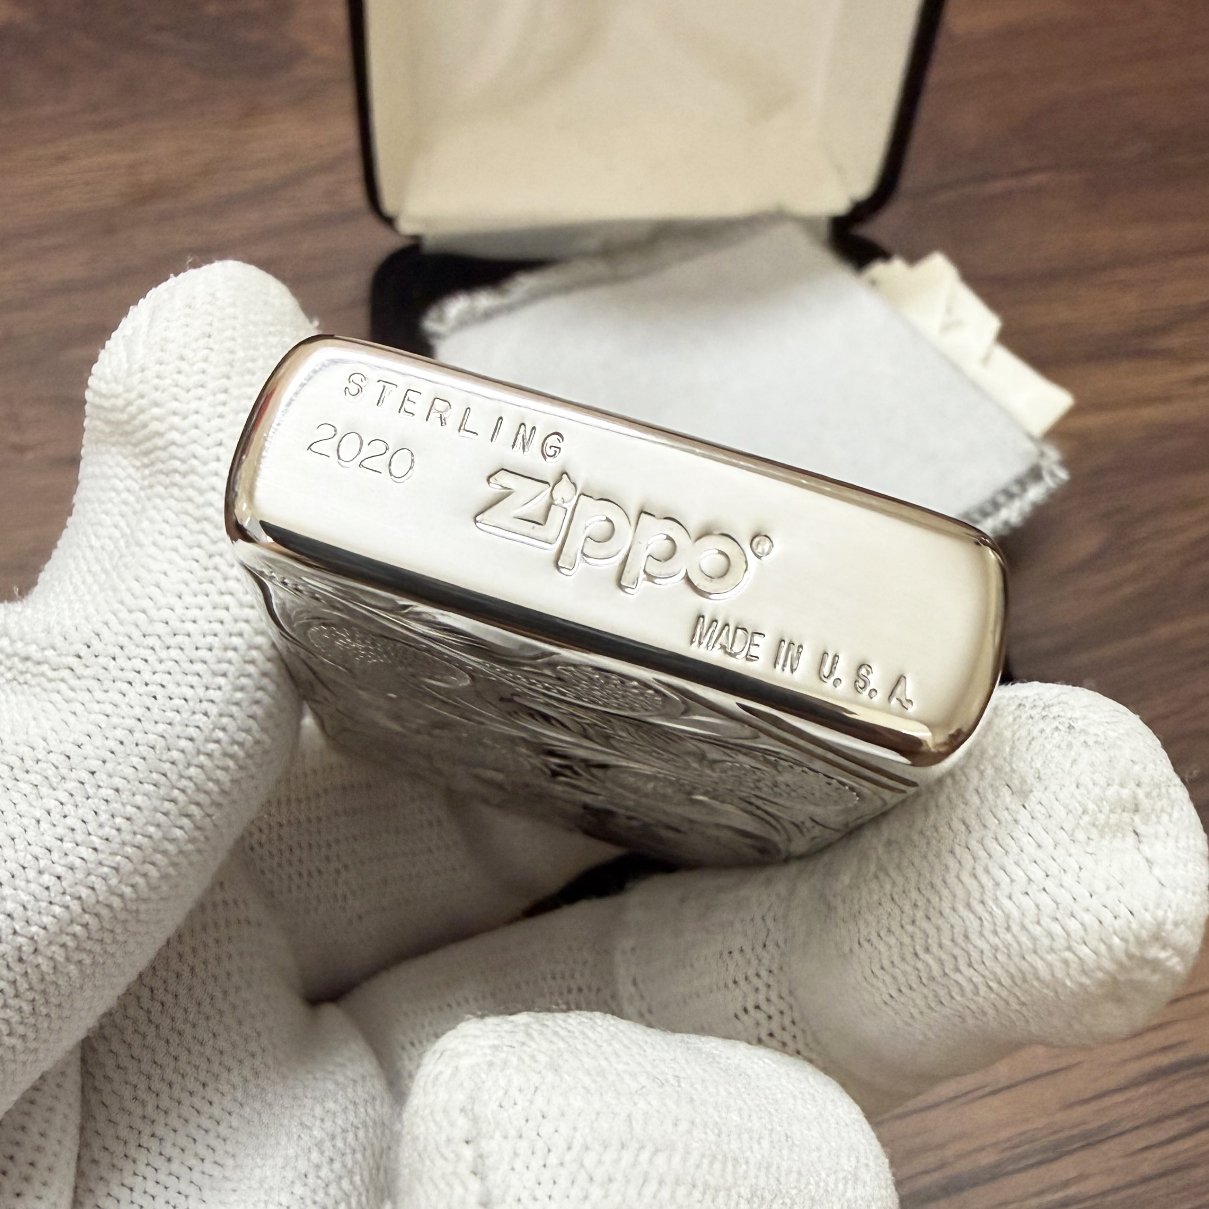 STERLING
2020
Zippo®
MADE IN U.S.A.